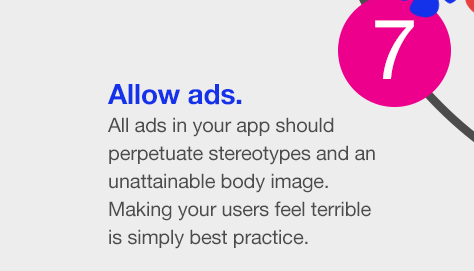 7
Allow ads.
All ads in your app should
perpetuate stereotypes and an
unattainable body image.
Making your users feel terrible
is simply best practice.